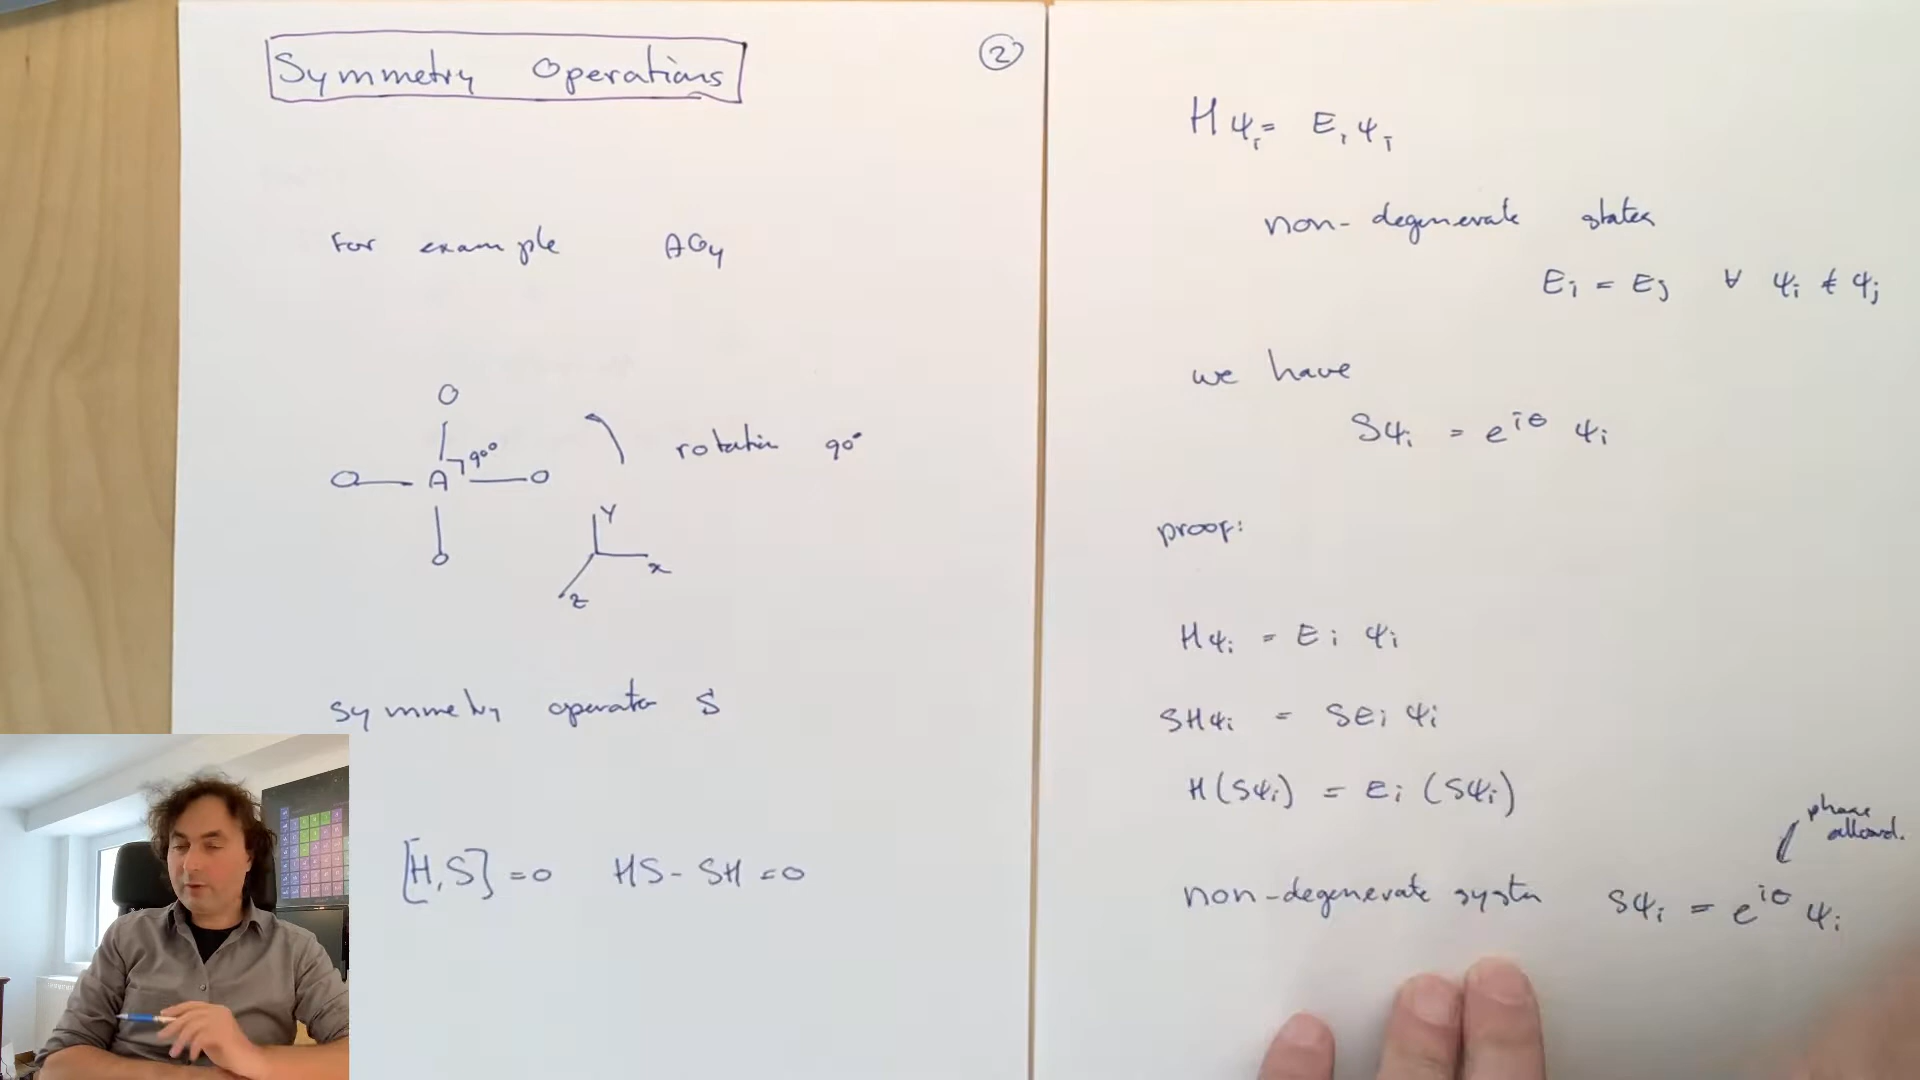 Symmetry Operations
2
For example AO4
O
90°
O A O
O
rotation 90°
Y
x
z
symmetry operator S
[H,S] = 0 HS - SH = 0
Hψi = Ei ψi
non-degenerate states
Ei = Ej ∀ ψi & ψj
we have
Sψi = e^iθ ψi
proof:
Hψi = Ei ψi
SHψi = SEi ψi
H(Sψi) = Ei (Sψi)
phase
allowed.
non-degenerate system Sψi = e^iθ ψi